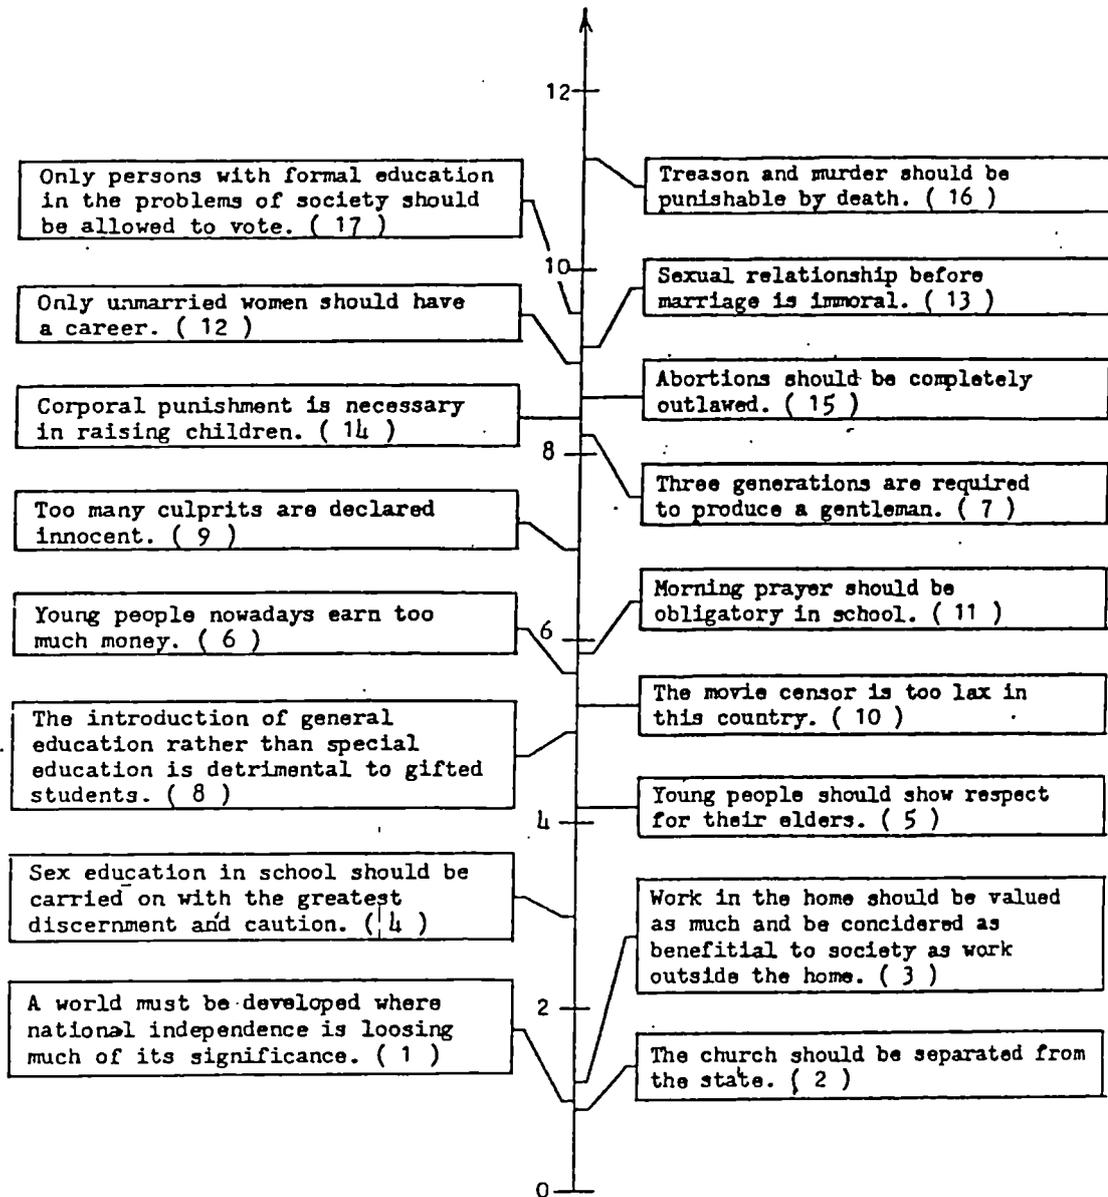 12
Only persons with formal education
in the problems of society should
be allowed to vote. ( 17 )
Treason and murder should be
punishable by death. ( 16 )
10
Only unmarried women should have
a career. ( 12 )
Sexual relationship before
marriage is immoral. ( 13 )
Corporal punishment is necessary
in raising children. ( 14 )
Abortions should be completely
outlawed. ( 15 )
8
Too many culprits are declared
innocent. ( 9 )
Three generations are required
to produce a gentleman. ( 7 )
Young people nowadays earn too
much money. ( 6 )
Morning prayer should be
obligatory in school. ( 11 )
6
The introduction of general
education rather than special
education is detrimental to gifted
students. ( 8 )
The movie censor is too lax in
this country. ( 10 )
Young people should show respect
for their elders. ( 5 )
4
Sex education in school should be
carried on with the greatest
discernment and caution. ( 4 )
Work in the home should be valued
as much and be concidered as
benefitial to society as work
outside the home. ( 3 )
2
A world must be developed where
national independence is loosing
much of its significance. ( 1 )
The church should be separated from
the state. ( 2 )
0